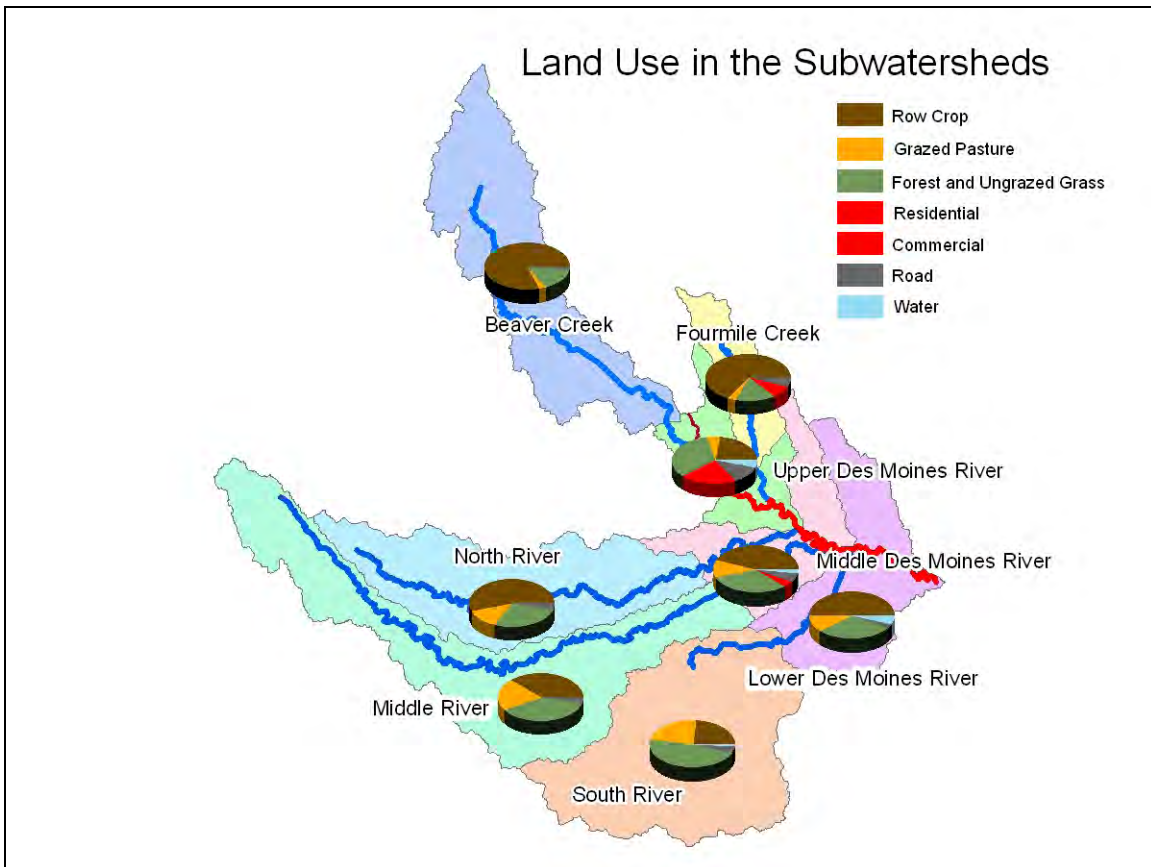 Land Use in the Subwatersheds
Row Crop
Grazed Pasture
Forest and Ungrazed Grass
Residential
Commercial
Road
Water
Beaver Creek
Fourmile Creek
Upper Des Moines River
North River
Middle Des Moines River
Lower Des Moines River
Middle River
South River